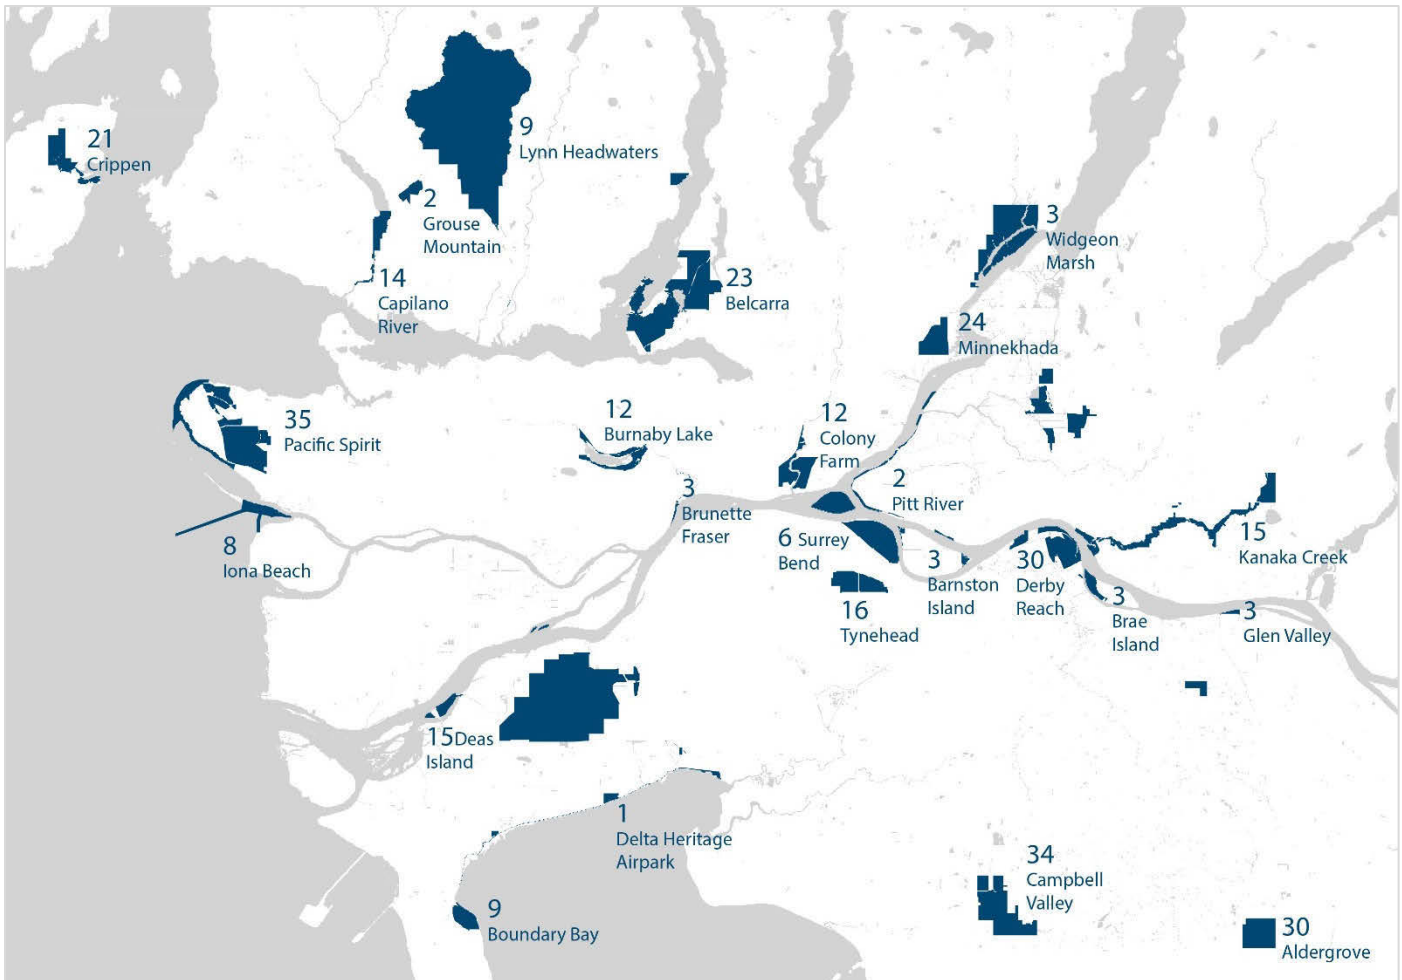 21
Crippen
9
Lynn Headwaters
2
Grouse
Mountain
14
Capilano
River
3
Widgeon
Marsh
23
Belcarra
24
Minnekhada
35
Pacific Spirit
12
Burnaby Lake
12
Colony
Farm
2
Pitt River
3
Brunette
Fraser
8
Iona Beach
6 Surrey
Bend
3
Barnston
Island
30
Derby
Reach
15
Kanaka Creek
16
Tynehead
3
Brae
Island
3
Glen Valley
15 Deas
Island
1
Delta Heritage
Airpark
34
Campbell
Valley
9
Boundary Bay
30
Aldergrove